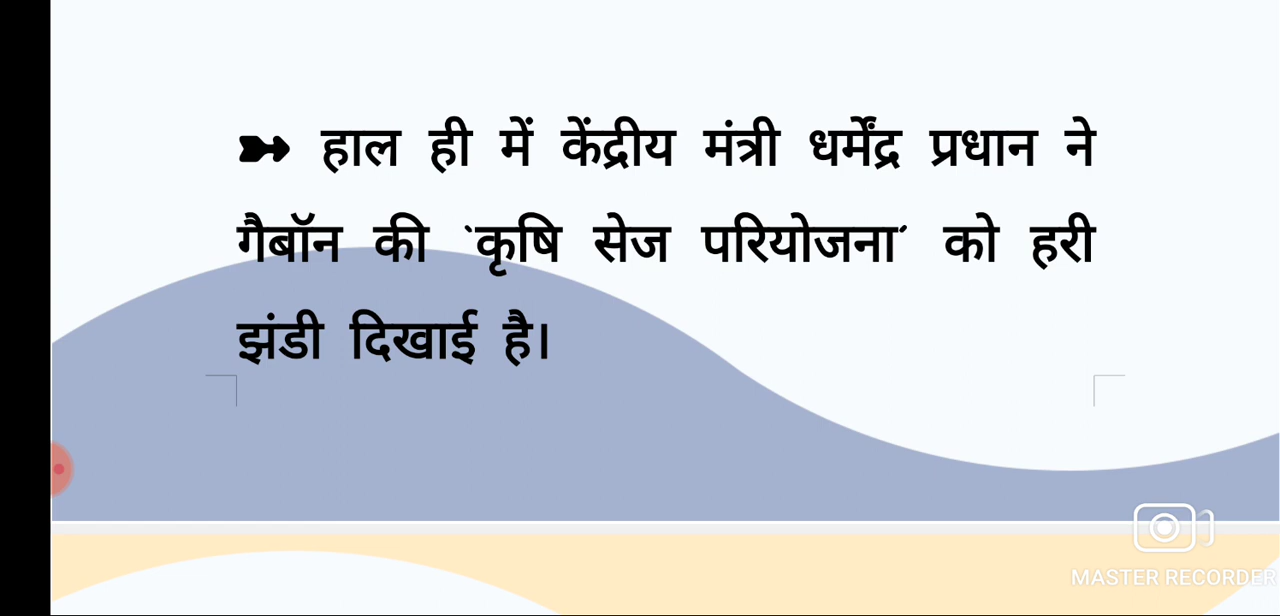 ➳ हाल ही में केंद्रीय मंत्री धर्मेंद्र प्रधान ने
गैबॉन की `कृषि सेज परियोजना´ को हरी
झंडी दिखाई है।
MASTER RECORDER